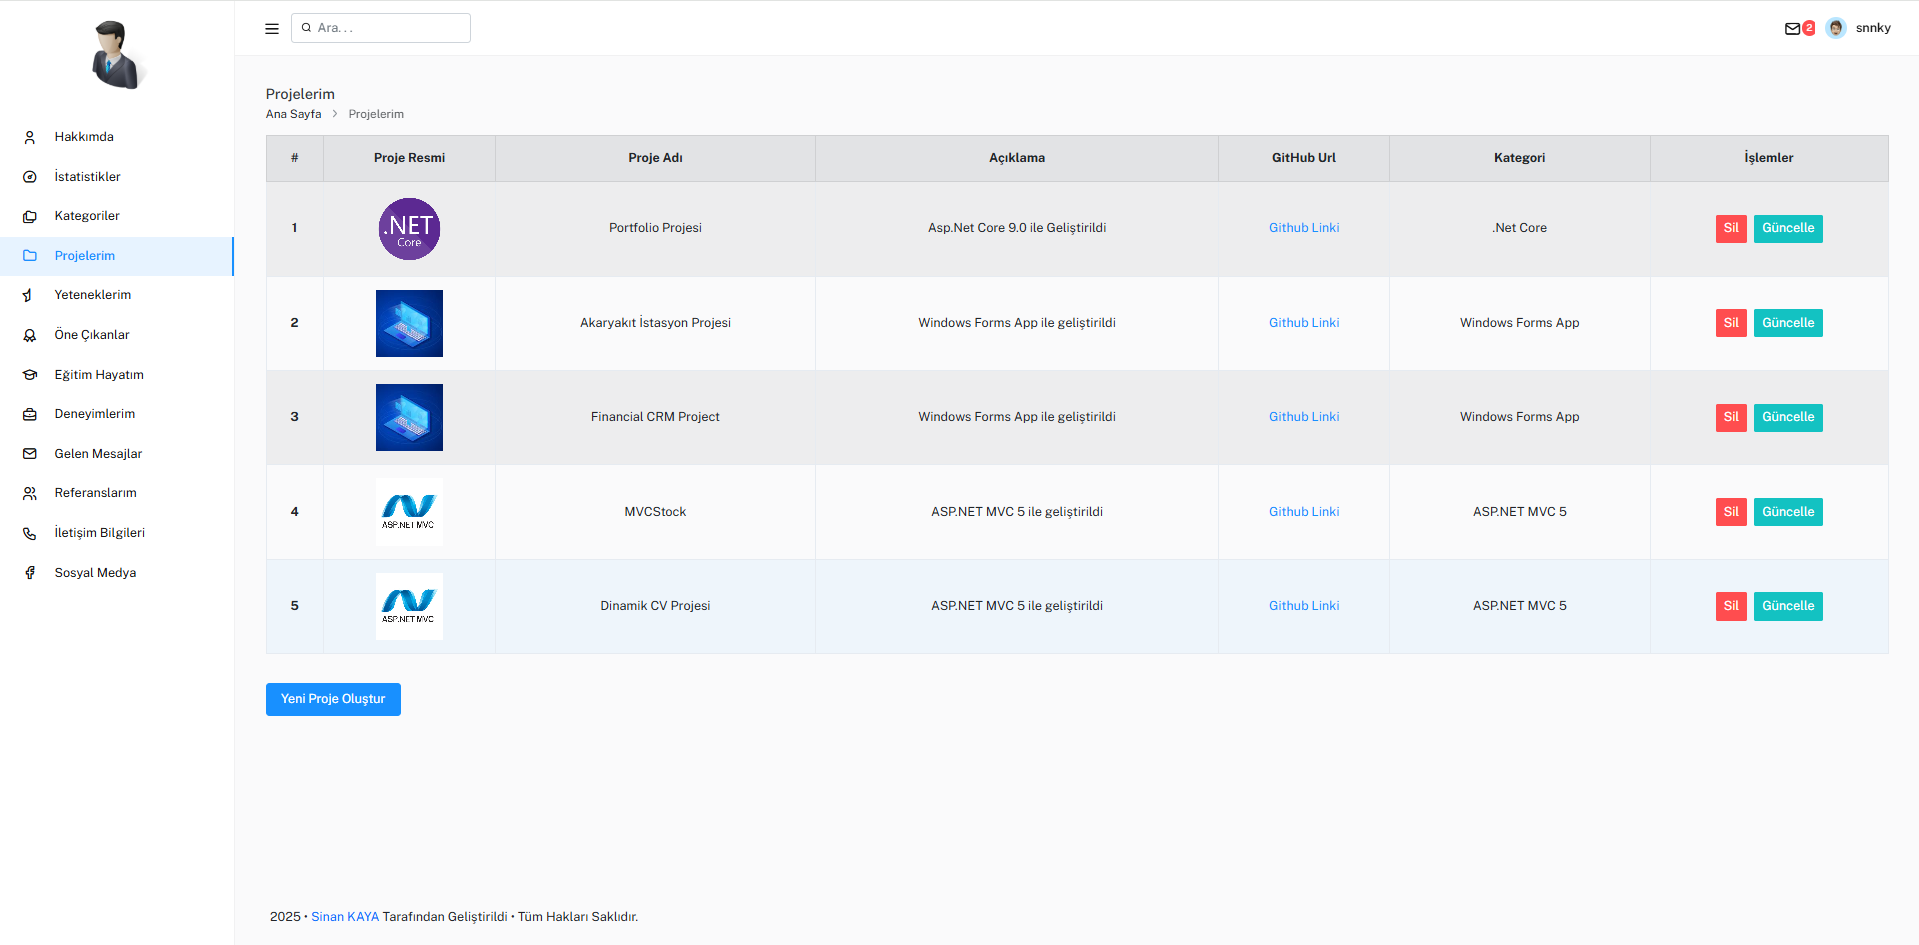 Ara. . .
2
snnky
Hakkımda
İstatistikler
Kategoriler
Projelerim
Yeteneklerim
Öne Çıkanlar
Eğitim Hayatım
Deneyimlerim
Gelen Mesajlar
Referanslarım
İletişim Bilgileri
Sosyal Medya
Projelerim
Ana Sayfa > Projelerim
# Proje Resmi Proje Adı Açıklama GitHub Url Kategori İşlemler
1 .NET Core Portfolio Projesi Asp.Net Core 9.0 ile Geliştirildi Github Linki .Net Core Sil Güncelle
2 Akaryakıt İstasyon Projesi Windows Forms App ile geliştirildi Github Linki Windows Forms App Sil Güncelle
3 Financial CRM Project Windows Forms App ile geliştirildi Github Linki Windows Forms App Sil Güncelle
4 ASP.NET MVC MVCStock ASP.NET MVC 5 ile geliştirildi Github Linki ASP.NET MVC 5 Sil Güncelle
5 ASP.NET MVC Dinamik CV Projesi ASP.NET MVC 5 ile geliştirildi Github Linki ASP.NET MVC 5 Sil Güncelle
Yeni Proje Oluştur
2025 • Sinan KAYA Tarafından Geliştirildi • Tüm Hakları Saklıdır.